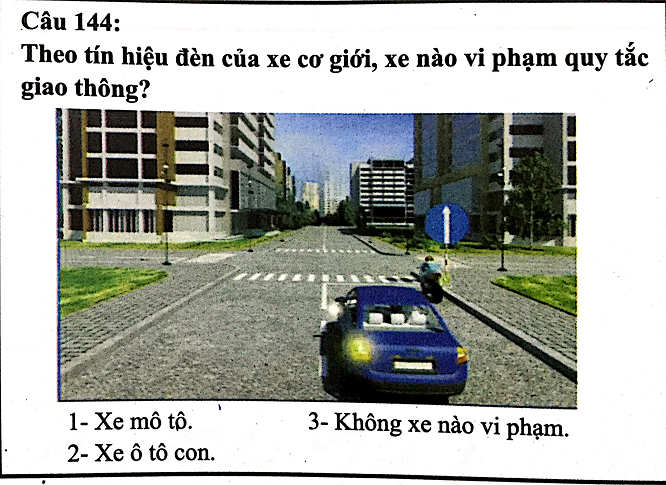 Câu 144:
Theo tín hiệu đèn của xe cơ giới, xe nào vi phạm quy tắc
giao thông?
1- Xe mô tô.
3- Không xe nào vi phạm.
2- Xe ô tô con.